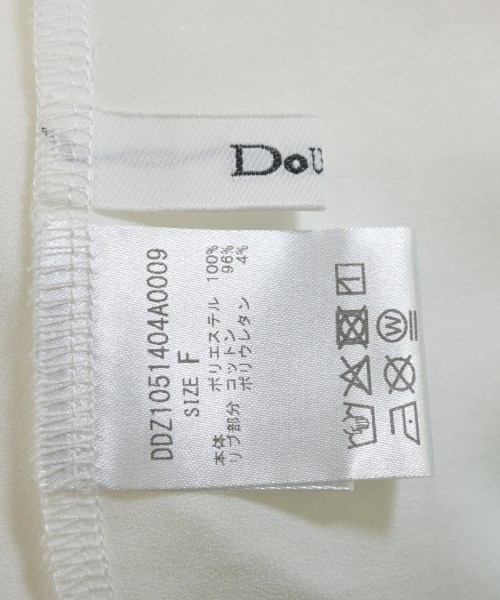 DOU
DDZ1051404A0009
SIZE F
本体 ポリエステル 100%
リブ部分 コットン 96%
ポリウレタン 4%
W